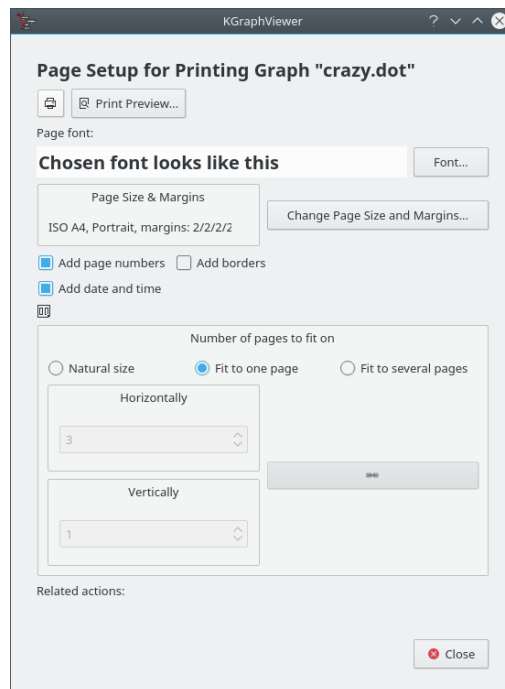 KGraphViewer
Page Setup for Printing Graph "crazy.dot"
Print Preview...
Page font:
Chosen font looks like this
Font...
Page Size & Margins
ISO A4, Portrait, margins: 2/2/2/2
Change Page Size and Margins...
Add page numbers
Add borders
Add date and time
Number of pages to fit on
Natural size
Fit to one page
Fit to several pages
Horizontally
3
Vertically
1
Related actions:
Close